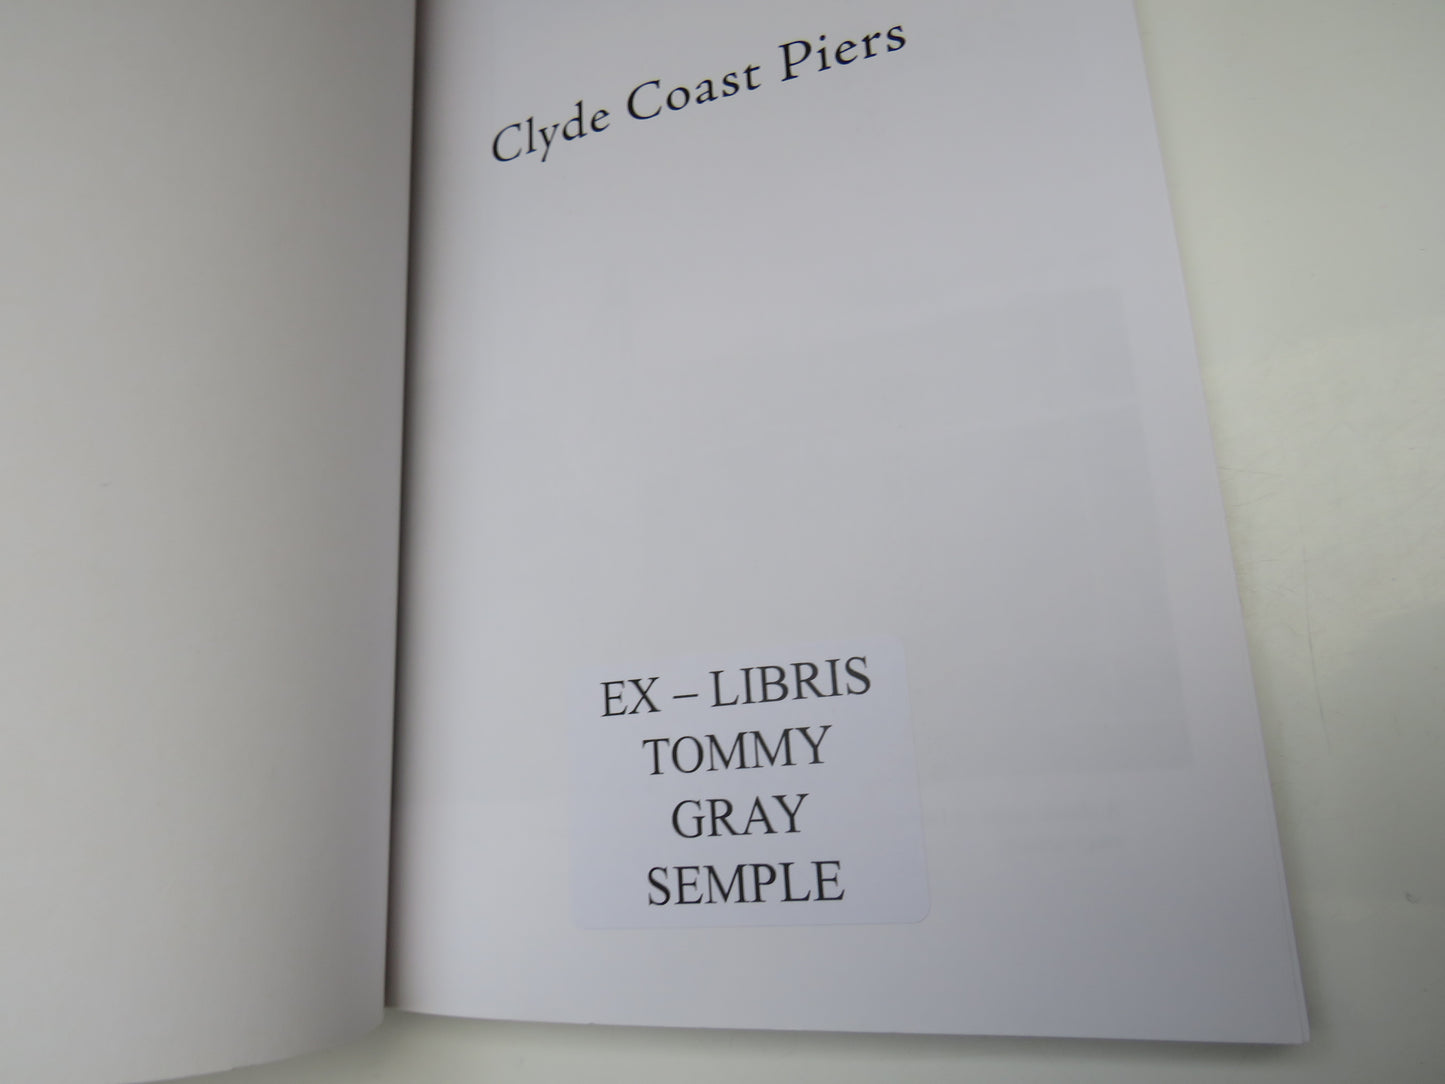 Clyde Coast Piers
EX – LIBRIS
TOMMY
GRAY
SEMPLE